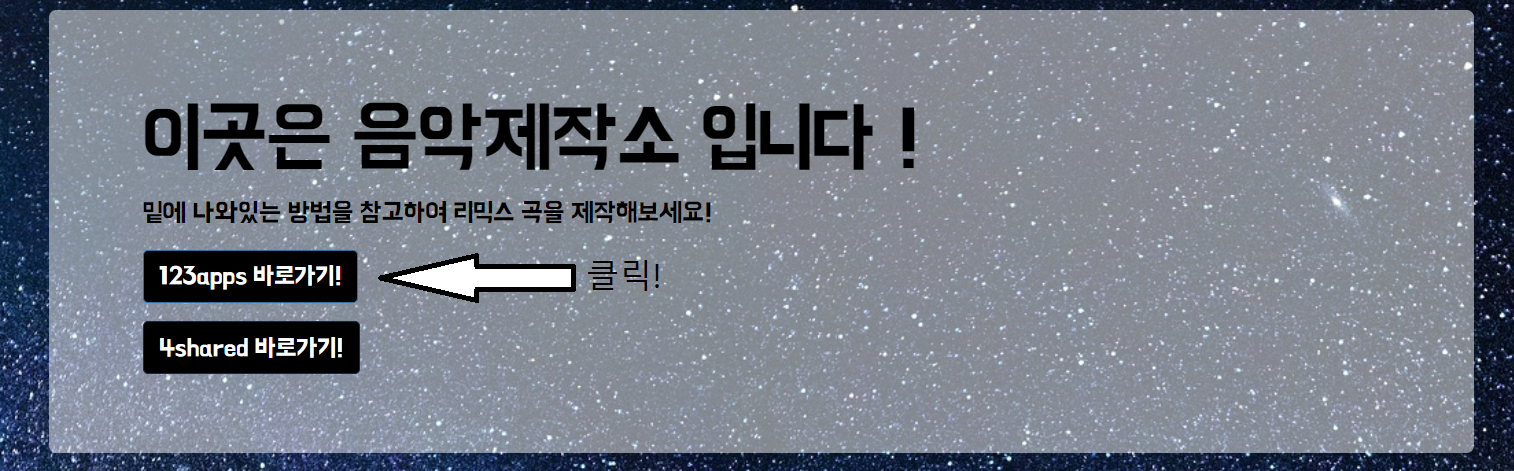 이곳은 음악제작소 입니다 !
밑에 나와있는 방법을 참고하여 리믹스 곡을 제작해보세요!
123apps 바로가기!
클릭!
4shared 바로가기!